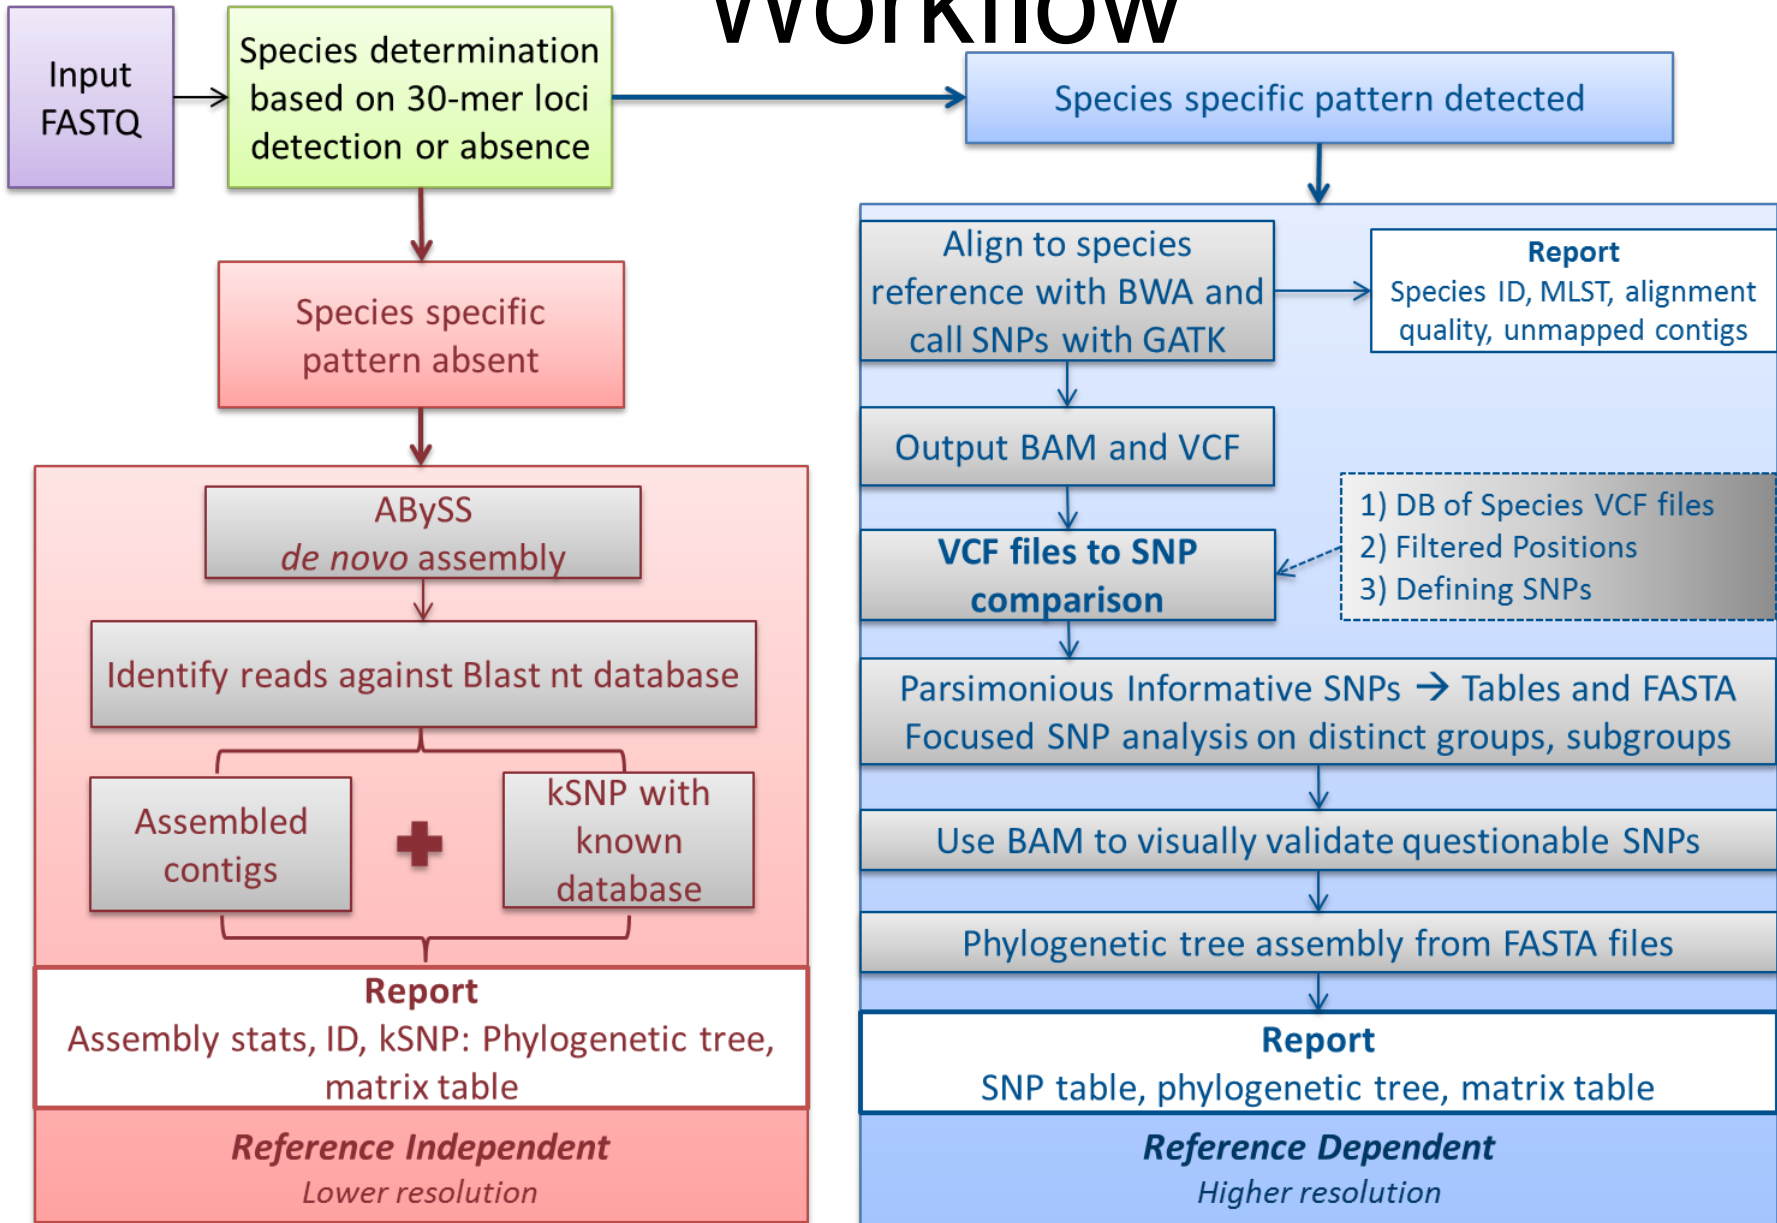 Workflow
Input
FASTQ
Species determination
based on 30-mer loci
detection or absence
Species specific pattern detected
Species specific
pattern absent
ABySS
de novo assembly
Identify reads against Blast nt database
Assembled
contigs
kSNP with
known
database
Report
Assembly stats, ID, kSNP: Phylogenetic tree,
matrix table
Reference Independent
Lower resolution
Align to species
reference with BWA and
call SNPs with GATK
Report
Species ID, MLST, alignment
quality, unmapped contigs
Output BAM and VCF
VCF files to SNP
comparison
1) DB of Species VCF files
2) Filtered Positions
3) Defining SNPs
Parsimonious Informative SNPs → Tables and FASTA
Focused SNP analysis on distinct groups, subgroups
Use BAM to visually validate questionable SNPs
Phylogenetic tree assembly from FASTA files
Report
SNP table, phylogenetic tree, matrix table
Reference Dependent
Higher resolution